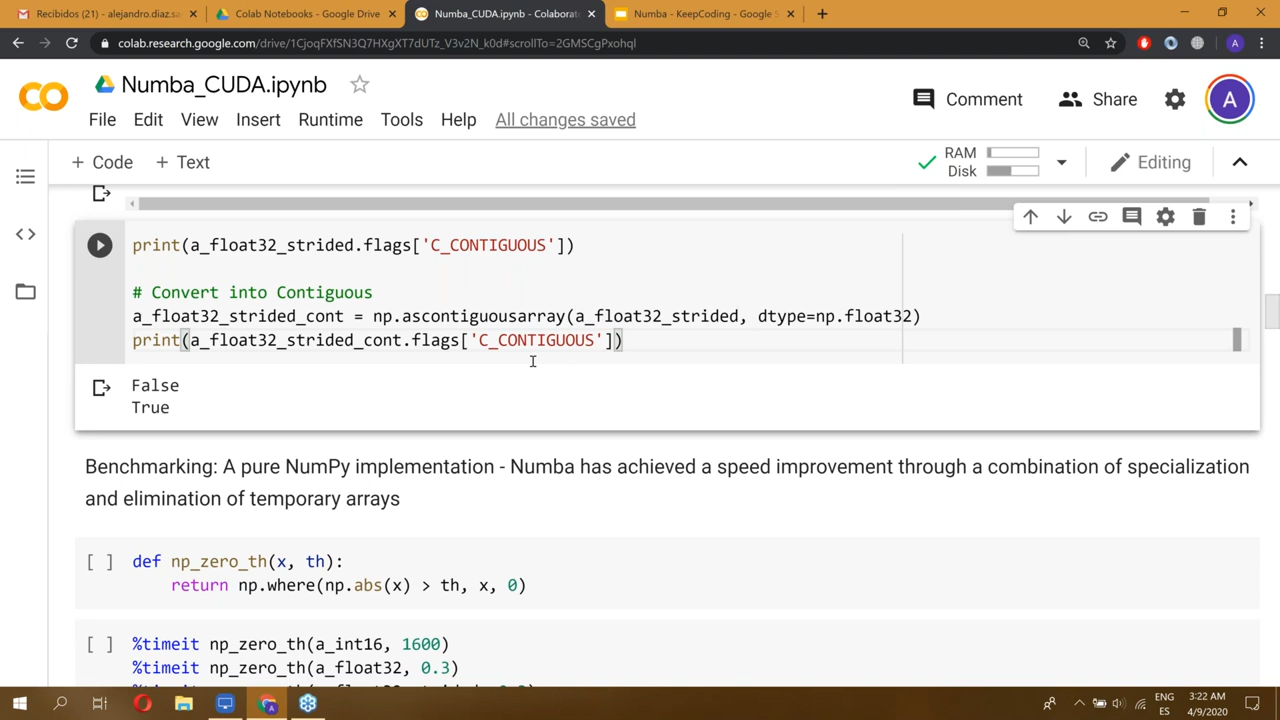 Recibidos (21) - alejandro.diaz.sa
Colab Notebooks - Google Drive
Numba_CUDA.ipynb - Colaborat
Numba - KeepCoding - Google S
colab.research.google.com/drive/1CjoqFXfSN3Q7HXgXT7dUTz_V3v2N_k0d#scrollTo=2GMSCgPxohql
A
CO
Numba_CUDA.ipynb
Comment
Share
A
File Edit View Insert Runtime Tools Help All changes saved
+ Code + Text
RAM
Disk
Editing
print(a_float32_strided.flags['C_CONTIGUOUS'])
# Convert into Contiguous
a_float32_strided_cont = np.ascontiguousarray(a_float32_strided, dtype=np.float32)
print(a_float32_strided_cont.flags['C_CONTIGUOUS'])
False
True
Benchmarking: A pure NumPy implementation - Numba has achieved a speed improvement through a combination of specialization
and elimination of temporary arrays
[ ] def np_zero_th(x, th):
return np.where(np.abs(x) > th, x, 0)
[ ] %timeit np_zero_th(a_int16, 1600)
%timeit np_zero_th(a_float32, 0.3)
ENG
ES
3:22 AM
4/9/2020